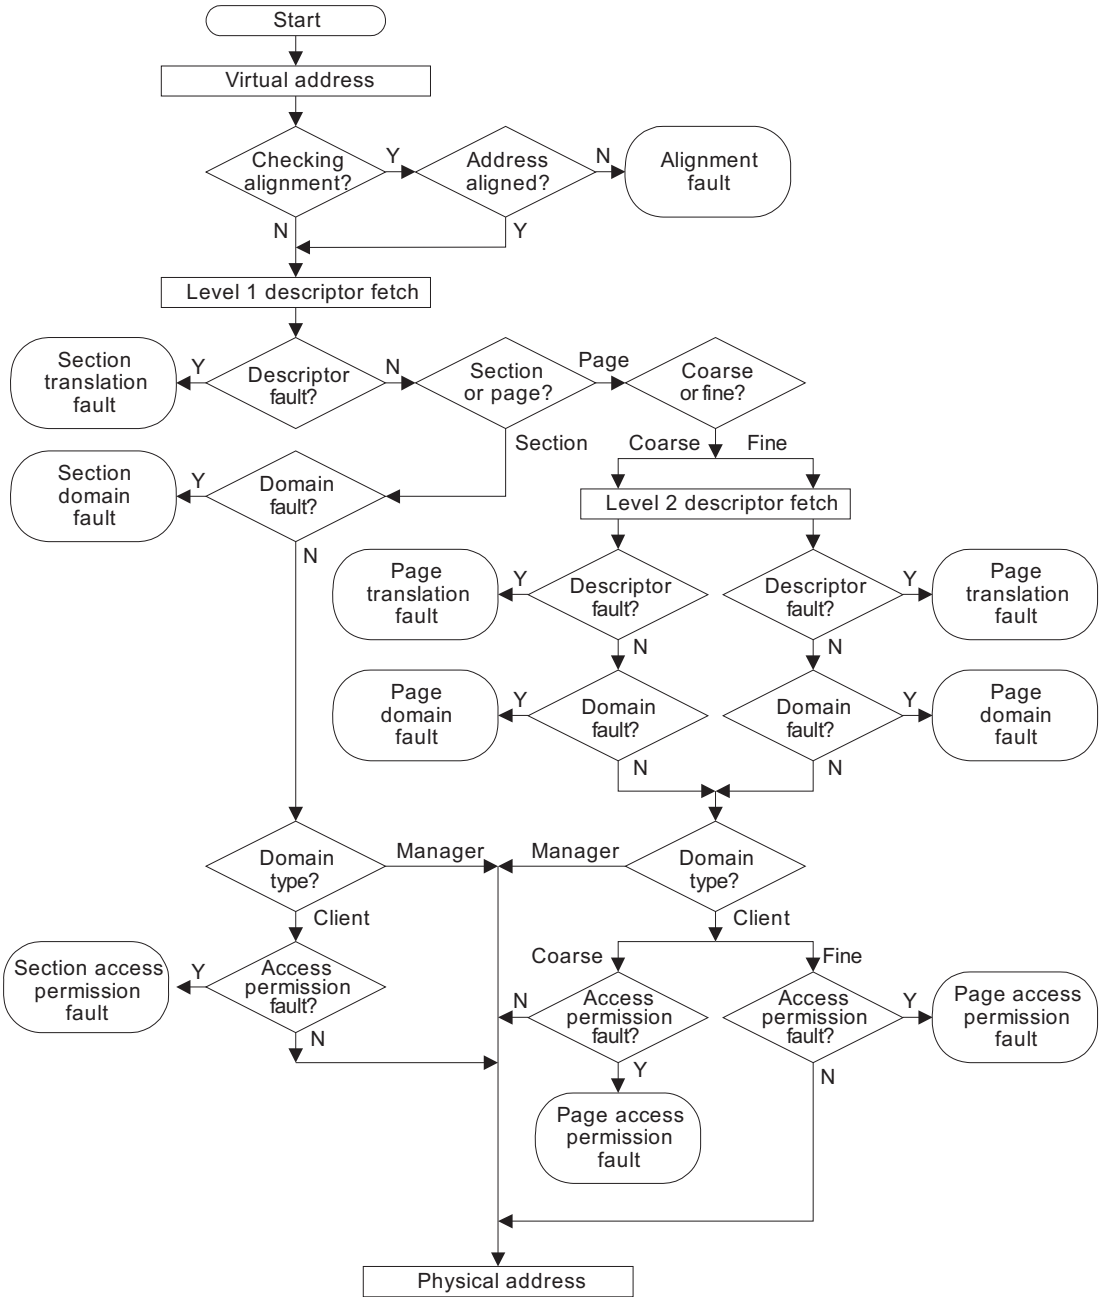 Start
Virtual address
Checking
alignment?
Y
Address
aligned?
N
Alignment
fault
N
Y
Level 1 descriptor fetch
Section
translation
fault
Y
Descriptor
fault?
N
Section
or page?
Page
Coarse
or fine?
Section
Coarse
Fine
Section
domain
fault
Y
Domain
fault?
N
Level 2 descriptor fetch
Page
translation
fault
Y
Descriptor
fault?
N
Descriptor
fault?
Y
Page
translation
fault
N
Page
domain
fault
Y
Domain
fault?
N
Domain
fault?
Y
Page
domain
fault
N
Domain
type?
Manager
Manager
Domain
type?
Client
Client
Section access
permission
fault
Y
Access
permission
fault?
N
Coarse
Fine
N
Access
permission
fault?
Y
Access
permission
fault?
Y
Page access
permission
fault
N
Page access
permission
fault
Physical address